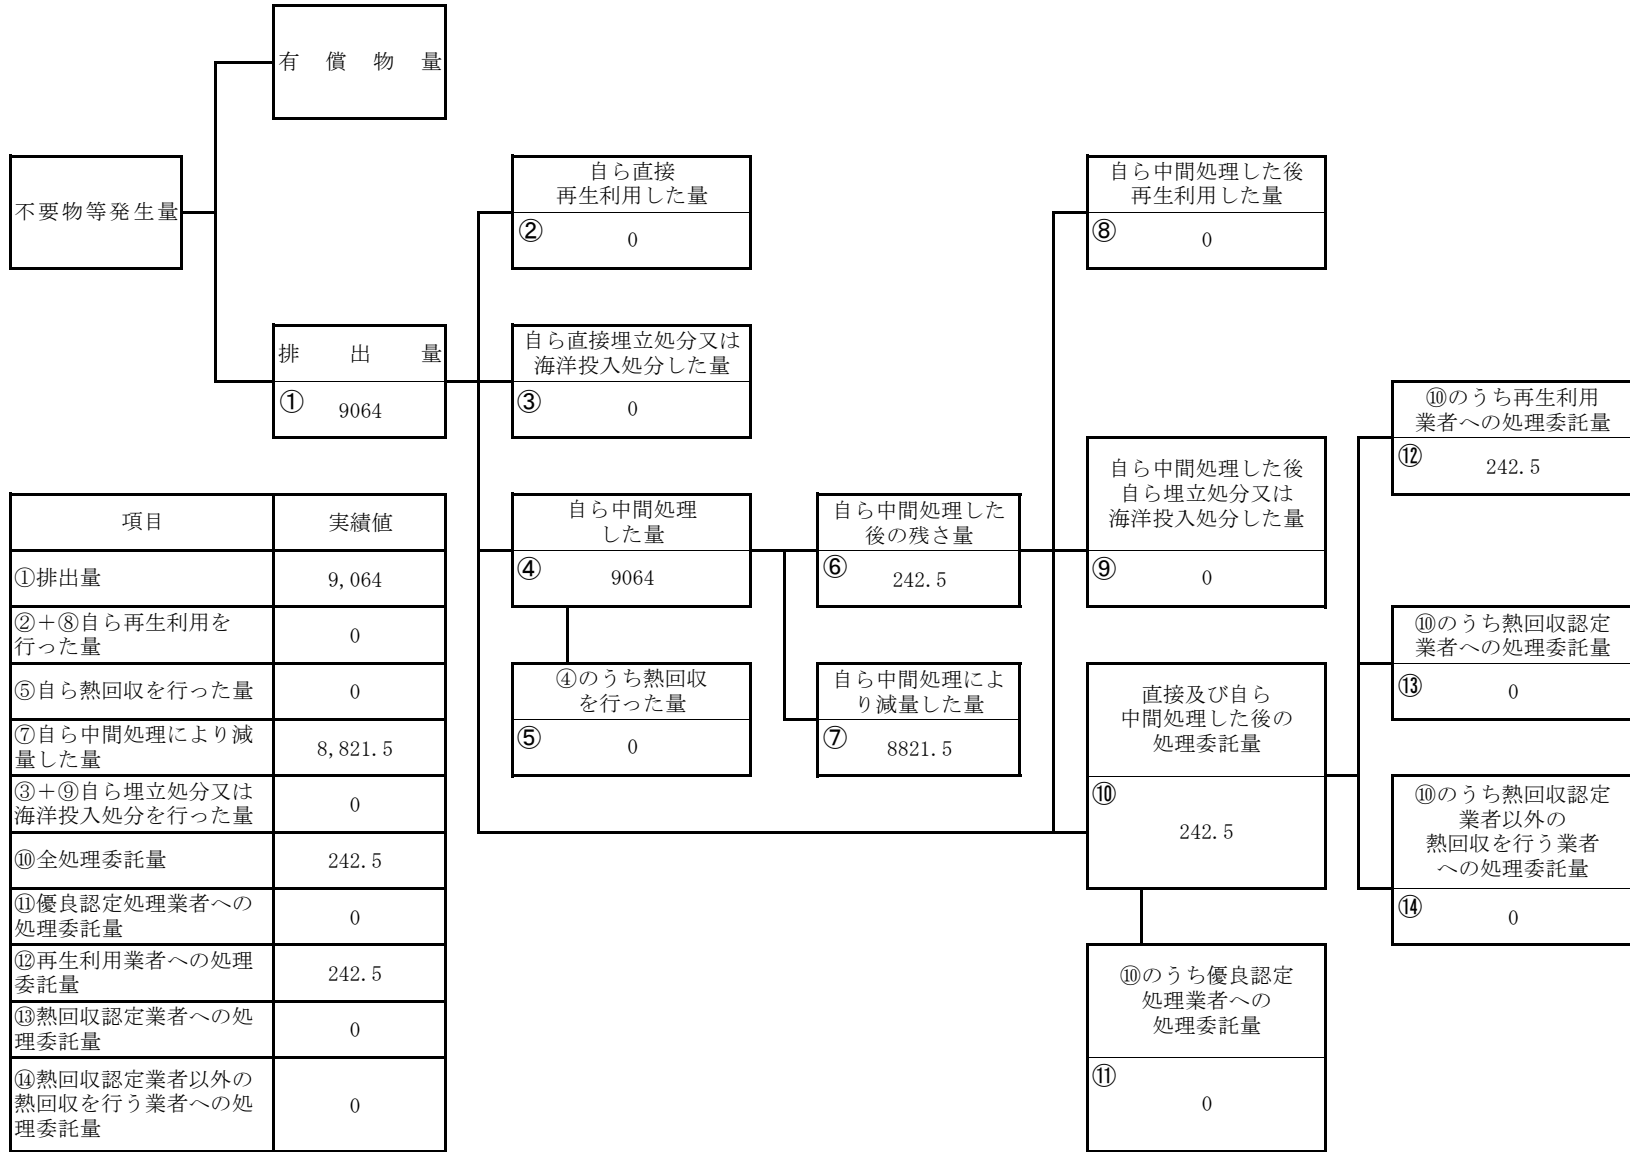 有償物量
不要物等発生量
排出量
① 9064
自ら直接
再生利用した量
② 0
自ら直接埋立処分又は
海洋投入処分した量
③ 0
自ら中間処理
した量
④ 9064
④のうち熱回収
を行った量
⑤ 0
自ら中間処理した
後の残さ量
⑥ 242.5
自ら中間処理によ
り減量した量
⑦ 8821.5
自ら中間処理した後
再生利用した量
⑧ 0
自ら中間処理した後
自ら埋立処分又は
海洋投入処分した量
⑨ 0
直接及び自ら
中間処理した後の
処理委託量
⑩
242.5
⑩のうち優良認定
処理業者への
処理委託量
⑪
0
⑩のうち再生利用
業者への処理委託量
⑫ 242.5
⑩のうち熱回収認定
業者への処理委託量
⑬ 0
⑩のうち熱回収認定
業者以外の
熱回収を行う業者
への処理委託量
⑭ 0
項目 実績値
①排出量 9,064
②+⑧自ら再生利用を
行った量 0
⑤自ら熱回収を行った量 0
⑦自ら中間処理により減
量した量 8,821.5
③+⑨自ら埋立処分又は
海洋投入処分を行った量 0
⑩全処理委託量 242.5
⑪優良認定処理業者への
処理委託量 0
⑫再生利用業者への処理
委託量 242.5
⑬熱回収認定業者への処
理委託量 0
⑭熱回収認定業者以外の
熱回収を行う業者への処
理委託量 0